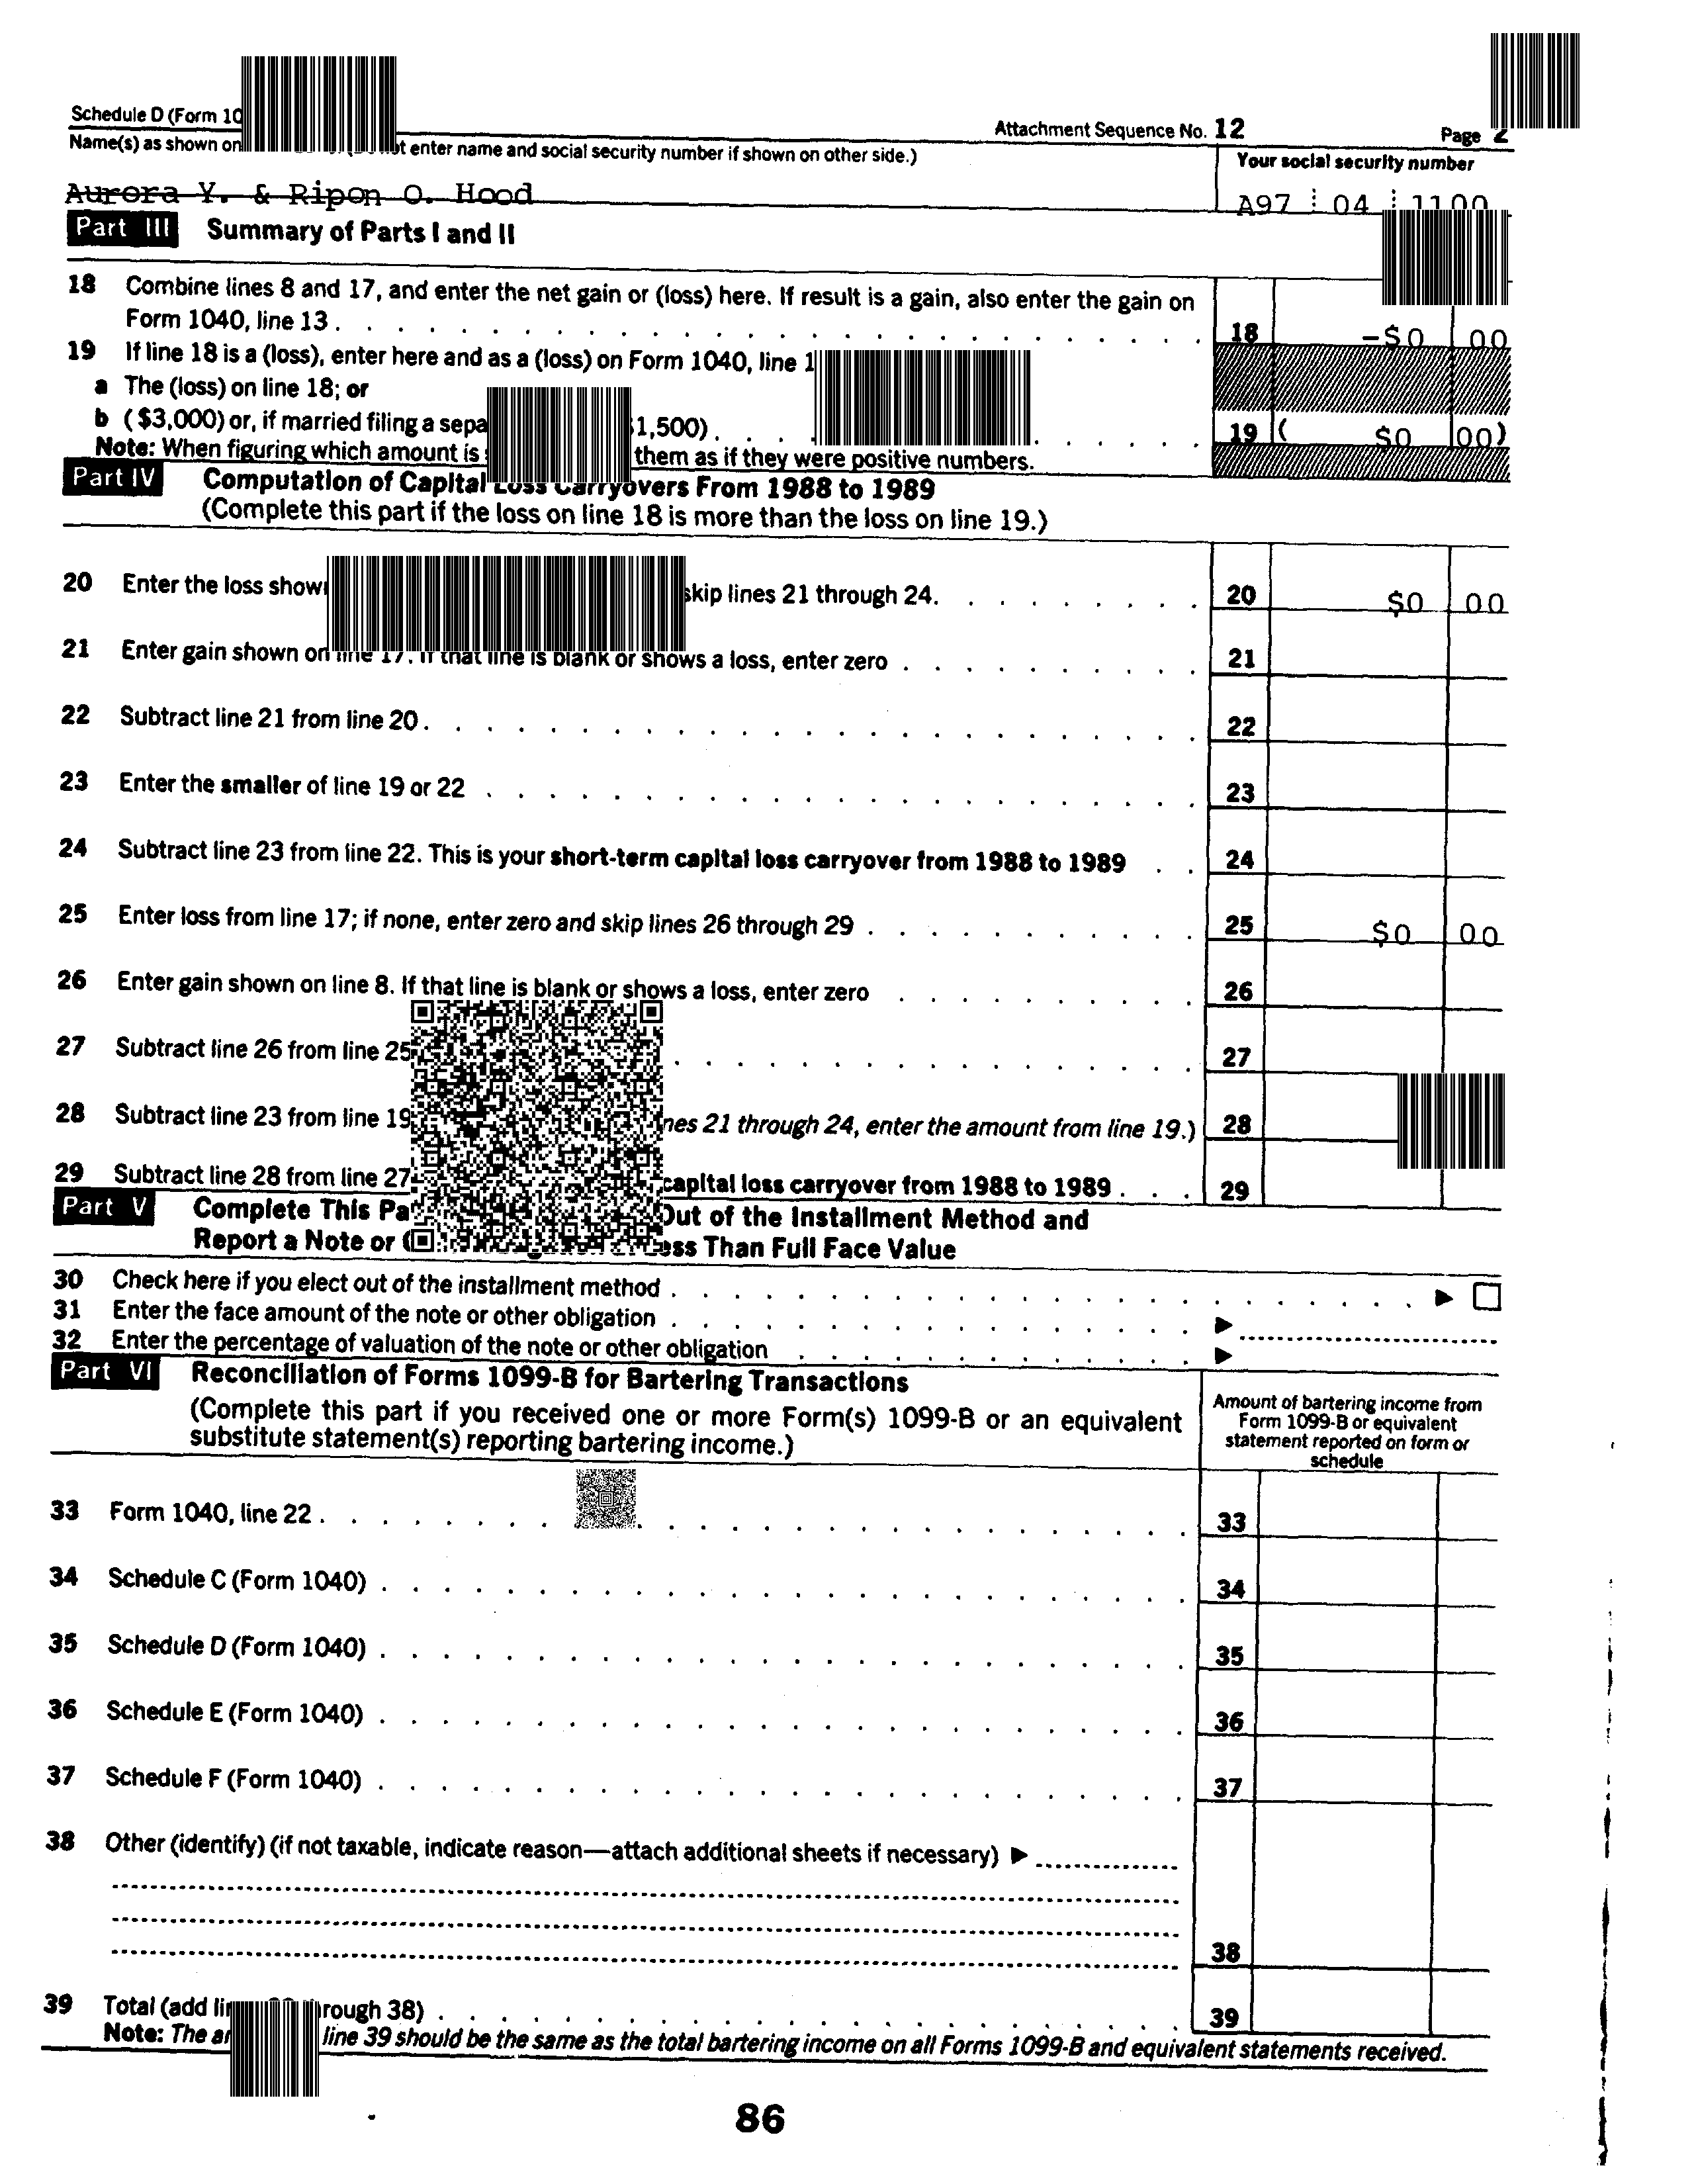 Schedule D (Form 10
Attachment Sequence No. 12
Page 2
Name(s) as shown on
enter name and social security number if shown on other side.)
Your social security number
Aurora Y. & Ripon O. Hood
A97 04 1100
Part III Summary of Parts I and II
18 Combine lines 8 and 17, and enter the net gain or (loss) here. If result is a gain, also enter the gain on
Form 1040, line 13 . . . 18 -$0 00
19 If line 18 is a (loss), enter here and as a (loss) on Form 1040, line 1
a The (loss) on line 18; or
b ($3,000) or, if married filing a sepa 1,500) . . . 19 ( $0 00)
Note: When figuring which amount is them as if they were positive numbers.
Part IV Computation of Capital Loss Carryovers From 1988 to 1989
(Complete this part if the loss on line 18 is more than the loss on line 19.)
20 Enter the loss show skip lines 21 through 24. . . . 20 $0 00
21 Enter gain shown on line 17. If that line is blank or shows a loss, enter zero . . . 21
22 Subtract line 21 from line 20 . . . 22
23 Enter the smaller of line 19 or 22 . . . 23
24 Subtract line 23 from line 22. This is your short-term capital loss carryover from 1988 to 1989 . . 24
25 Enter loss from line 17; if none, enter zero and skip lines 26 through 29 . . . 25 $0 00
26 Enter gain shown on line 8. If that line is blank or shows a loss, enter zero . . . 26
27 Subtract line 26 from line 25 . . . 27
28 Subtract line 23 from line 19 nes 21 through 24, enter the amount from line 19.) 28
29 Subtract line 28 from line 27 capital loss carryover from 1988 to 1989 . . . 29
Part V Complete This Pa Out of the Installment Method and
Report a Note or ess Than Full Face Value
30 Check here if you elect out of the installment method . . . ▶ ☐
31 Enter the face amount of the note or other obligation . . . ▶
32 Enter the percentage of valuation of the note or other obligation . . . ▶
Part VI Reconciliation of Forms 1099-B for Bartering Transactions
(Complete this part if you received one or more Form(s) 1099-B or an equivalent
substitute statement(s) reporting bartering income.)
Amount of bartering income from
Form 1099-B or equivalent
statement reported on form or
schedule
33 Form 1040, line 22 . . . 33
34 Schedule C (Form 1040) . . . 34
35 Schedule D (Form 1040) . . . 35
36 Schedule E (Form 1040) . . . 36
37 Schedule F (Form 1040) . . . 37
38 Other (identify) (if not taxable, indicate reason—attach additional sheets if necessary) ▶
38
39 Total (add li rough 38) . . . 39
Note: The a line 39 should be the same as the total bartering income on all Forms 1099-B and equivalent statements received.
86